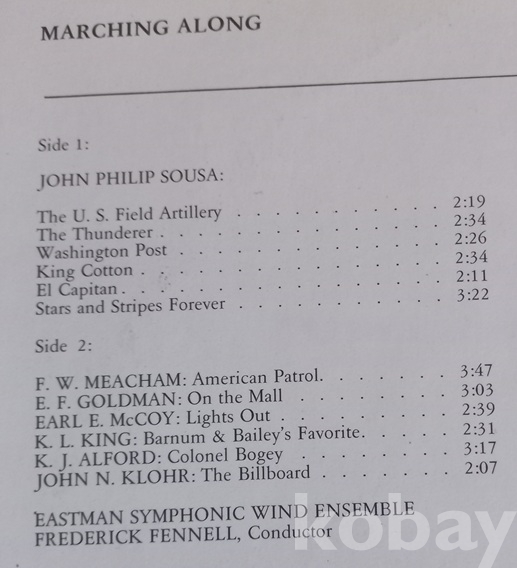 MARCHING ALONG
Side 1:
JOHN PHILIP SOUSA:
The U. S. Field Artillery . . . . . . . . . . . 2:19
The Thunderer . . . . . . . . . . . . . . 2:34
Washington Post . . . . . . . . . . . . . 2:26
King Cotton . . . . . . . . . . . . . . . 2:34
El Capitan . . . . . . . . . . . . . . . 2:11
Stars and Stripes Forever . . . . . . . . . . 3:22
Side 2:
F. W. MEACHAM: American Patrol. . . . . . . 3:47
E. F. GOLDMAN: On the Mall . . . . . . . . 3:03
EARL E. McCOY: Lights Out . . . . . . . . 2:39
K. L. KING: Barnum & Bailey's Favorite. . . . . 2:31
K. J. ALFORD: Colonel Bogey . . . . . . . . 3:17
JOHN N. KLOHR: The Billboard . . . . . . . 2:07
EASTMAN SYMPHONIC WIND ENSEMBLE
FREDERICK FENNELL, Conductor
kobay